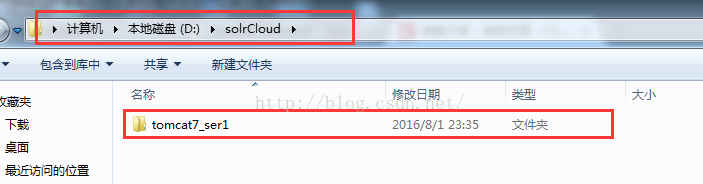 计算机 本地磁盘 (D:) solrCloud
包含到库中 共享 新建文件夹
收藏夹 名称 修改日期 类型 大小
http://blog.csdn.net/
下载 tomcat7_ser1 2016/8/1 23:35 文件夹
桌面
最近访问的位置